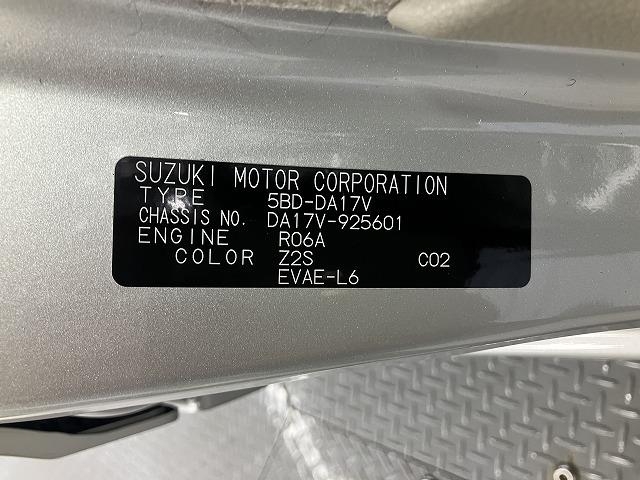 SUZUKI MOTOR CORPORATION
TYPE 5BD-DA17V
CHASSIS NO. DA17V-925601
ENGINE R06A
COLOR Z2S C02
EVAE-L6